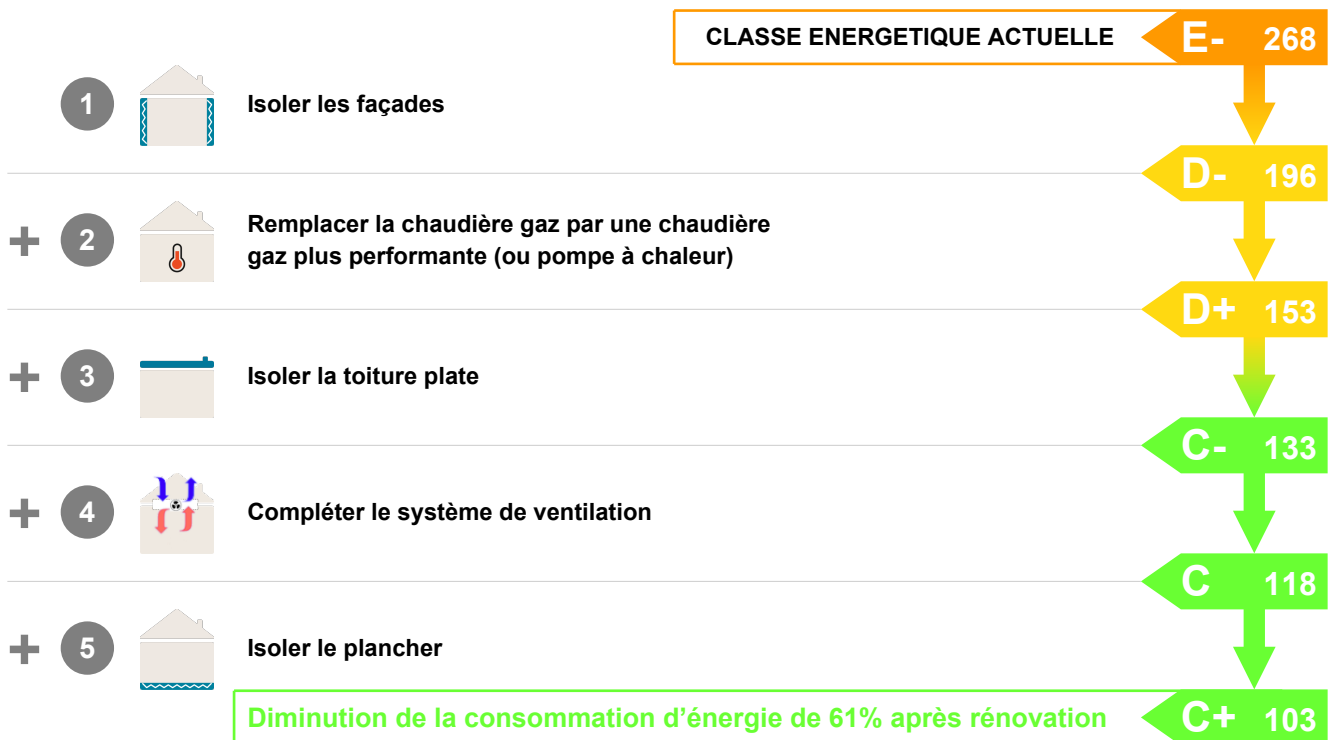 CLASSE ENERGETIQUE ACTUELLE E- 268
1 Isoler les façades
D- 196
+ 2 Remplacer la chaudière gaz par une chaudière
gaz plus performante (ou pompe à chaleur)
D+ 153
+ 3 Isoler la toiture plate
C- 133
+ 4 Compléter le système de ventilation
C 118
+ 5 Isoler le plancher
Diminution de la consommation d’énergie de 61% après rénovation C+ 103